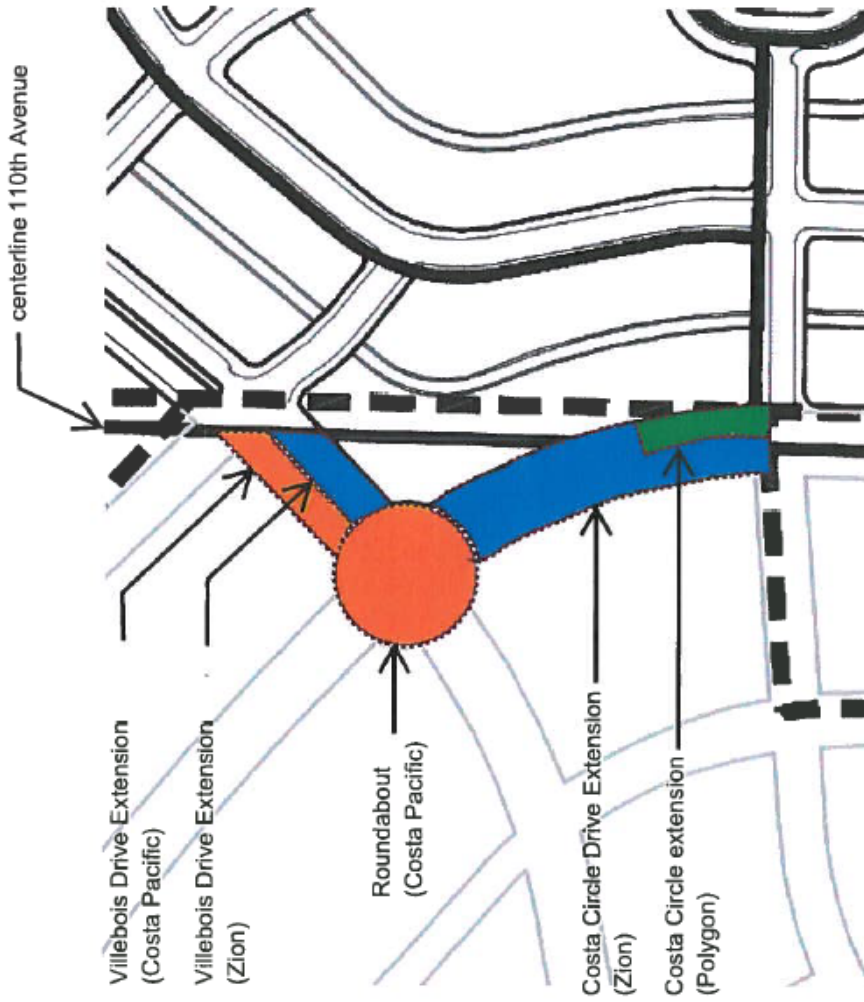 centerline 110th Avenue
Villebois Drive Extension
(Costa Pacific)
Villebois Drive Extension
(Zion)
Roundabout
(Costa Pacific)
Costa Circle Drive Extension
(Zion)
Costa Circle extension
(Polygon)